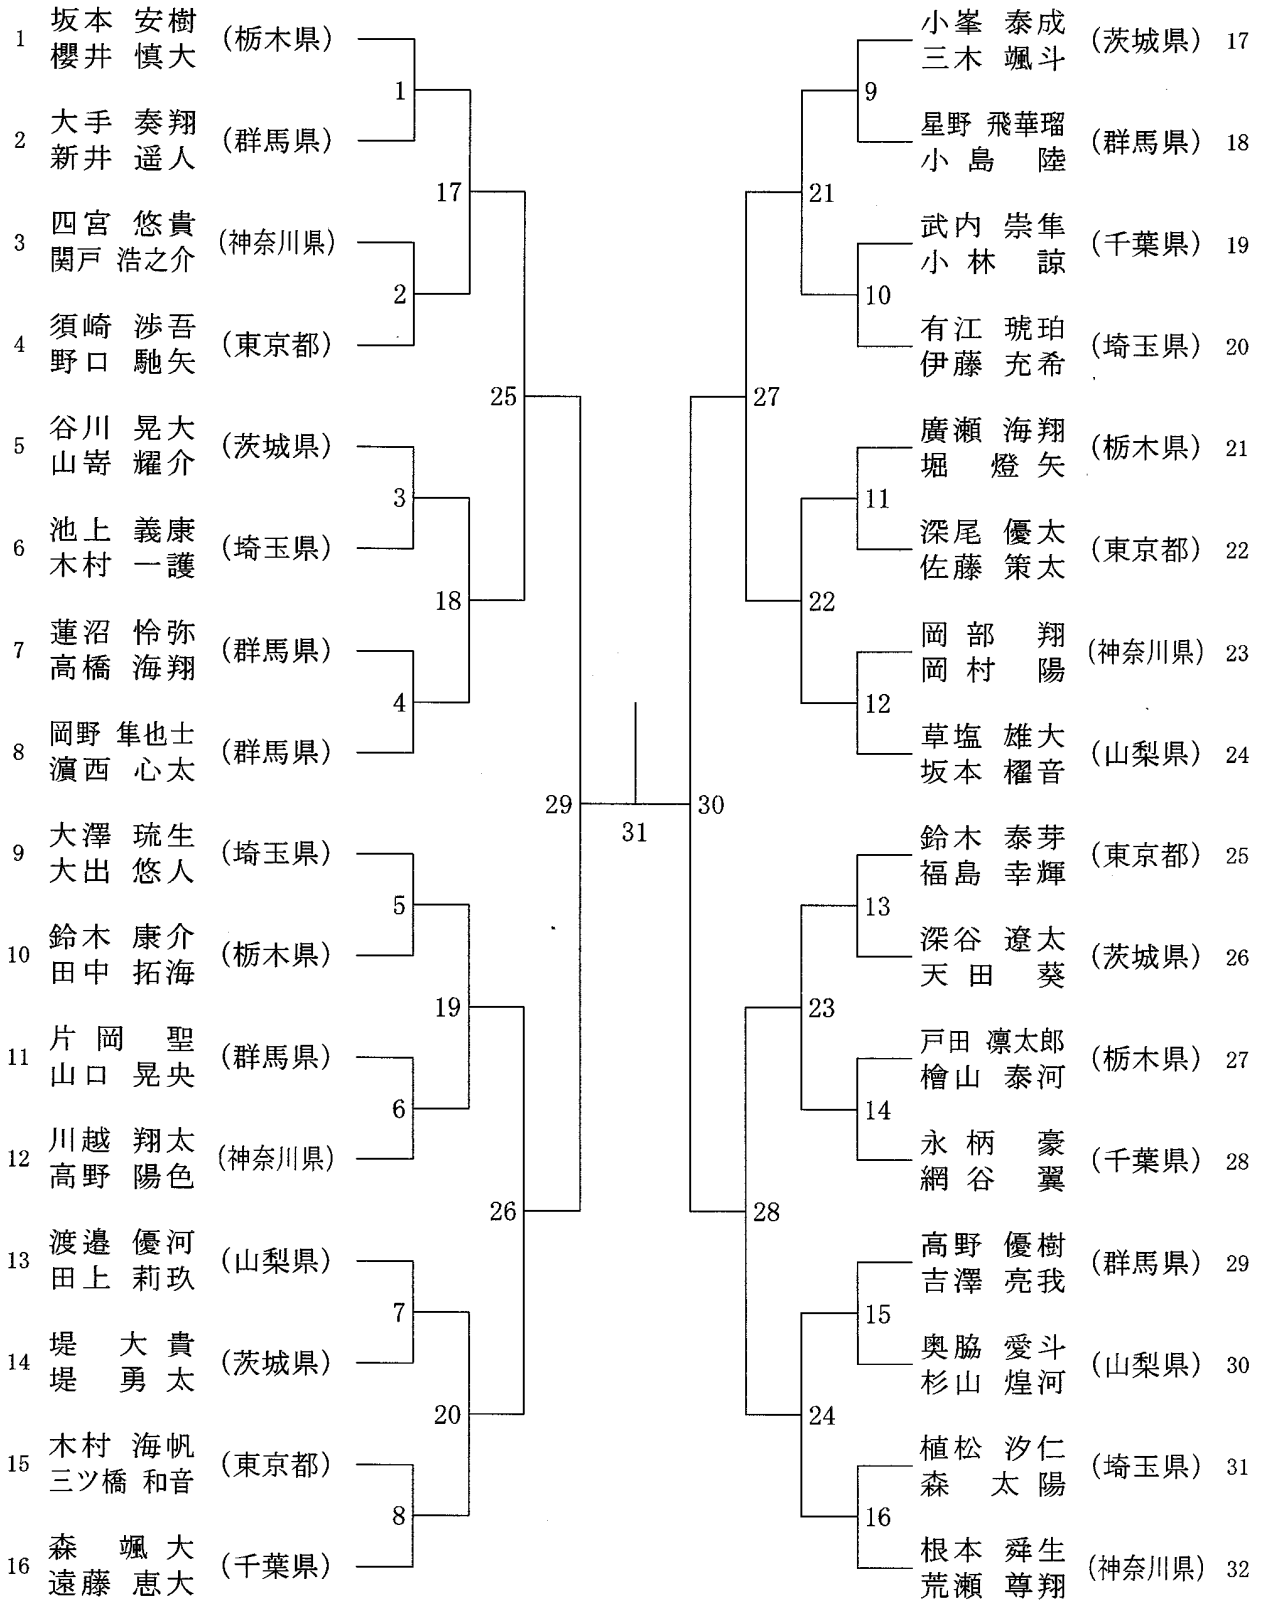 1 坂本 安樹 (栃木県)
櫻井 慎大
2 大手 奏翔 (群馬県)
新井 遥人
3 四宮 悠貴 (神奈川県)
関戸 浩之介
4 須崎 渉吾 (東京都)
野口 馳矢
5 谷川 晃大 (茨城県)
山嵜 耀介
6 池上 義康 (埼玉県)
木村 一護
7 蓮沼 怜弥 (群馬県)
高橋 海翔
8 岡野 隼也士 (群馬県)
濵西 心太
9 大澤 琉生 (埼玉県)
大出 悠人
10 鈴木 康介 (栃木県)
田中 拓海
11 片岡 聖 (群馬県)
山口 晃央
12 川越 翔太 (神奈川県)
高野 陽色
13 渡邉 優河 (山梨県)
田上 莉玖
14 堤 大貴 (茨城県)
堤 勇太
15 木村 海帆 (東京都)
三ツ橋 和音
16 森 颯大 (千葉県)
遠藤 恵大
1
2
3
4
5
6
7
8
17
18
19
20
25
26
29
31
30
27
28
21
22
23
24
9
10
11
12
13
14
15
16
小峯 泰成 (茨城県) 17
三木 颯斗
星野 飛華瑠 (群馬県) 18
小島 陸
武内 崇隼 (千葉県) 19
小林 諒
有江 琥珀 (埼玉県) 20
伊藤 充希
廣瀬 海翔 (栃木県) 21
堀 燈矢
深尾 優太 (東京都) 22
佐藤 策太
岡部 翔 (神奈川県) 23
岡村 陽
草塩 雄大 (山梨県) 24
坂本 櫂音
鈴木 泰芽 (東京都) 25
福島 幸輝
深谷 遼太 (茨城県) 26
天田 葵
戸田 凛太郎 (栃木県) 27
檜山 泰河
永柄 豪 (千葉県) 28
網谷 翼
高野 優樹 (群馬県) 29
吉澤 亮我
奥脇 愛斗 (山梨県) 30
杉山 煌河
植松 汐仁 (埼玉県) 31
森 太陽
根本 舜生 (神奈川県) 32
荒瀬 尊翔